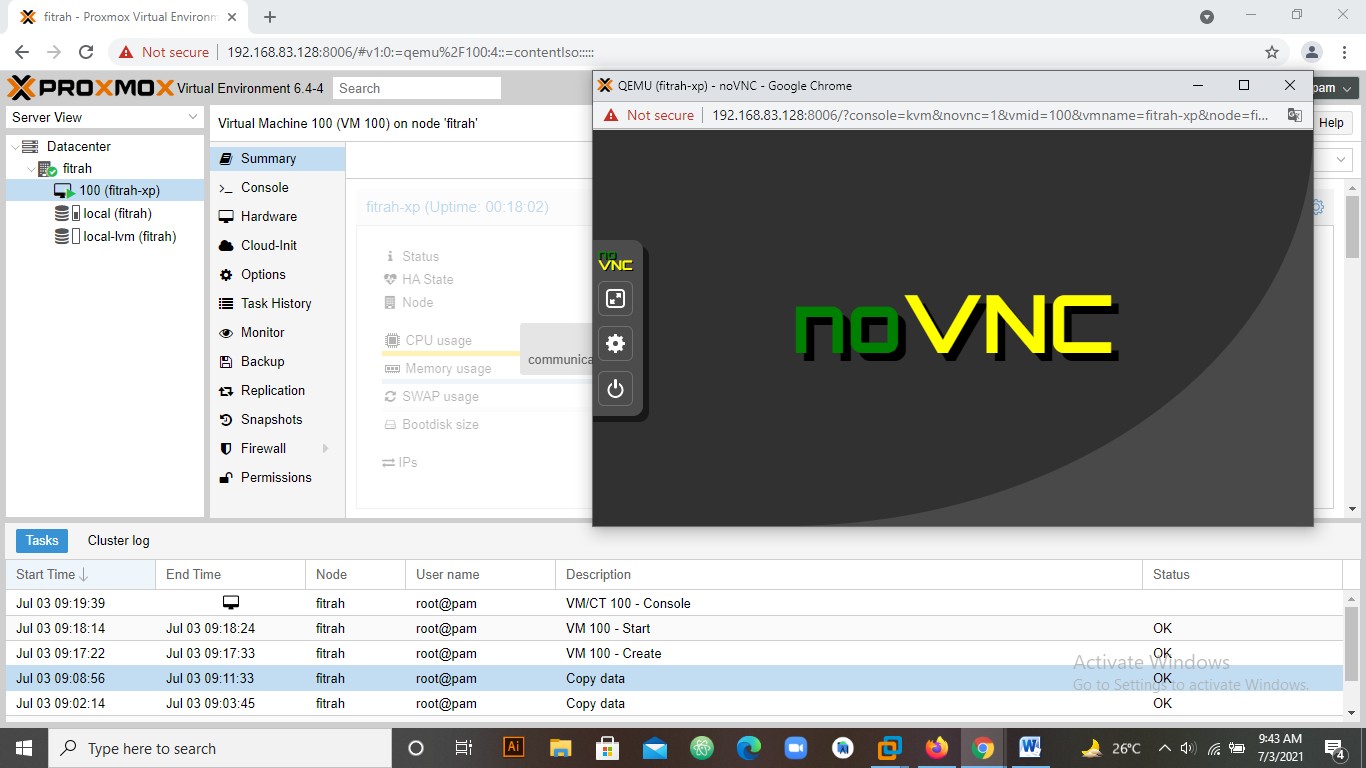 fitrah - Proxmox Virtual Environm
Not secure 192.168.83.128:8006/#v1:0:=qemu%2F100:4::=contentIso:::::
PROXMOX Virtual Environment 6.4-4 Search
pam
Help
Server View
Datacenter
fitrah
100 (fitrah-xp)
local (fitrah)
local-lvm (fitrah)
Virtual Machine 100 (VM 100) on node 'fitrah'
Summary
Console
Hardware
Cloud-Init
Options
Task History
Monitor
Backup
Replication
Snapshots
Firewall
Permissions
fitrah-xp (Uptime: 00:18:02)
Status
HA State
Node
CPU usage
communica
Memory usage
SWAP usage
Bootdisk size
IPs
QEMU (fitrah-xp) - noVNC - Google Chrome
Not secure 192.168.83.128:8006/?console=kvm&novnc=1&vmid=100&vmname=fitrah-xp&node=fi...
no
VNC
noVNC
Tasks Cluster log
Start Time End Time Node User name Description Status
Jul 03 09:19:39 fitrah root@pam VM/CT 100 - Console
Jul 03 09:18:14 Jul 03 09:18:24 fitrah root@pam VM 100 - Start OK
Jul 03 09:17:22 Jul 03 09:17:33 fitrah root@pam VM 100 - Create OK
Jul 03 09:08:56 Jul 03 09:11:33 fitrah root@pam Copy data OK
Jul 03 09:02:14 Jul 03 09:03:45 fitrah root@pam Copy data OK
Activate Windows
Go to Settings to activate Windows.
Type here to search
Ai
W
26°C
9:43 AM
7/3/2021
4